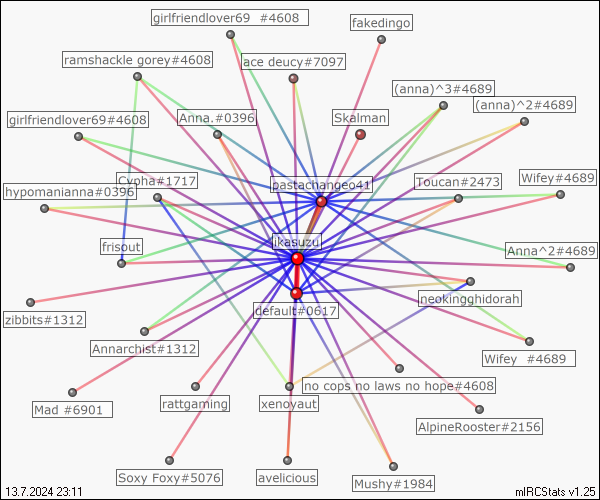 girlfriendlover69 #4608
fakedingo
ramshackle gorey#4608
ace deucy#7097
(anna)^3#4689
(anna)^2#4689
girlfriendlover69#4608
Anna.#0396
Skalman
hypomanianna#0396
Cypha#1717
pastachangeo41
Toucan#2473
Wifey#4689
frisout
likasuzu
Anna^2#4689
zibbits#1312
default#0617
neokingghidorah
Annarchist#1312
Wifey #4689
Mad #6901
rattgaming
xenoyaut
no cops no laws no hope#4608
AlpineRooster#2156
Soxy Foxy#5076
avelicious
Mushy#1984
13.7.2024 23:11
mIRCStats v1.25